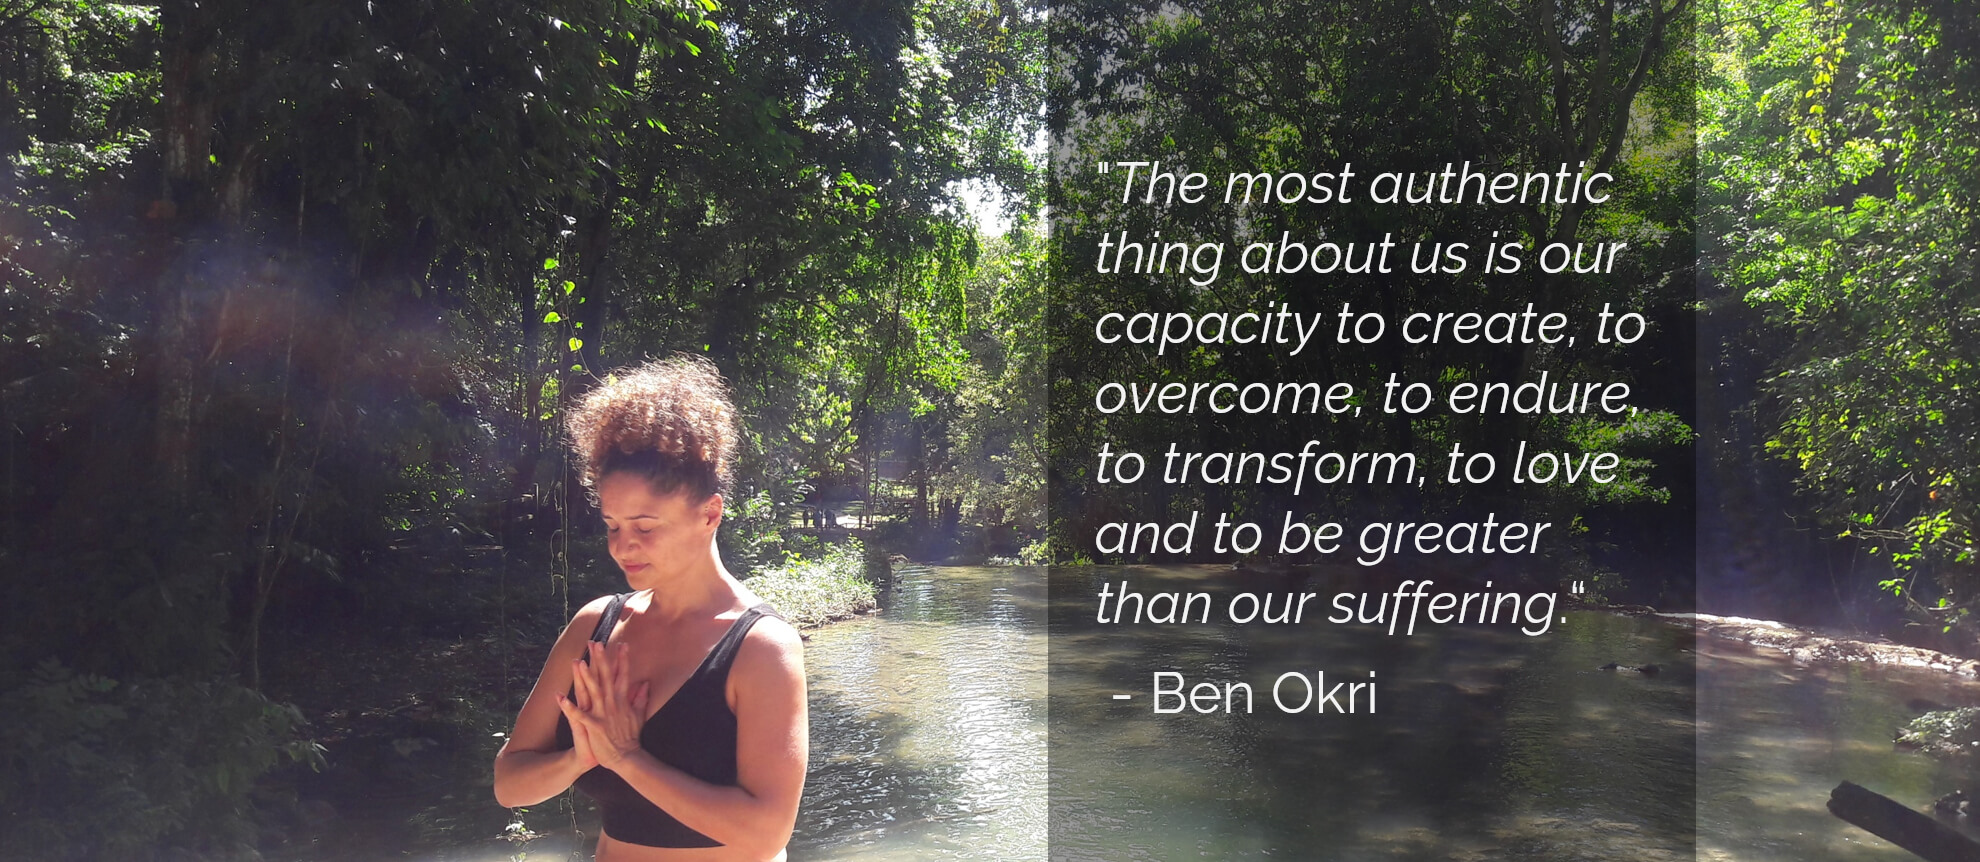 "The most authentic
thing about us is our
capacity to create, to
overcome, to endure,
to transform, to love
and to be greater
than our suffering.“
- Ben Okri